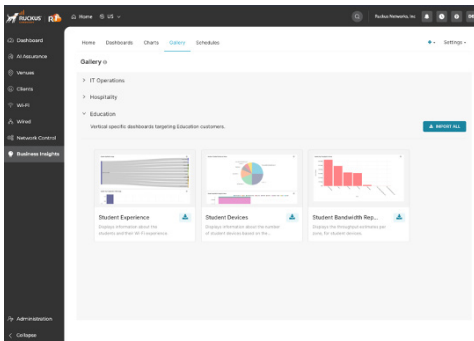 RUCKUS
Home
US
Ruckus Networks, Inc
Dashboard
AI Assurance
Venues
Clients
Wi-Fi
Wired
Network Control
Business Insights
Administration
Collapse
Home Dashboards Charts Gallery Schedules
Settings
Gallery
IT Operations
Hospitality
Education
Vertical specific dashboards targeting Education customers.
IMPORT ALL
Student Experience
Displays information about the
students and their Wi-Fi experience.
Student Devices
Displays information about the number
of student devices based on the...
Student Bandwidth Rep...
Displays the throughput estimates per
zone, for student devices.